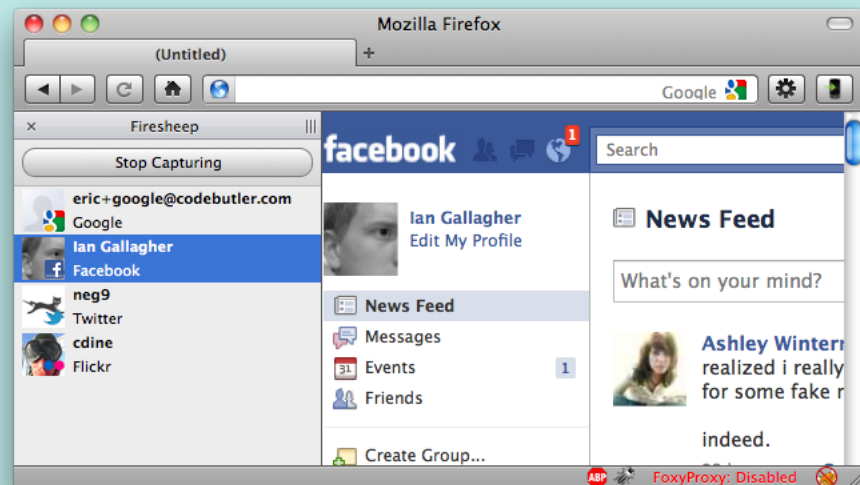 Mozilla Firefox
(Untitled)
+
Google
× Firesheep
Stop Capturing
eric+google@codebutler.com
Google
Ian Gallagher
Facebook
neg9
Twitter
cdine
Flickr
facebook
1
Search
Ian Gallagher
Edit My Profile
News Feed
Messages
31 Events 1
Friends
Create Group...
News Feed
What's on your mind?
Ashley
realized i really
for some fake
indeed.
ABP FoxyProxy: Disabled